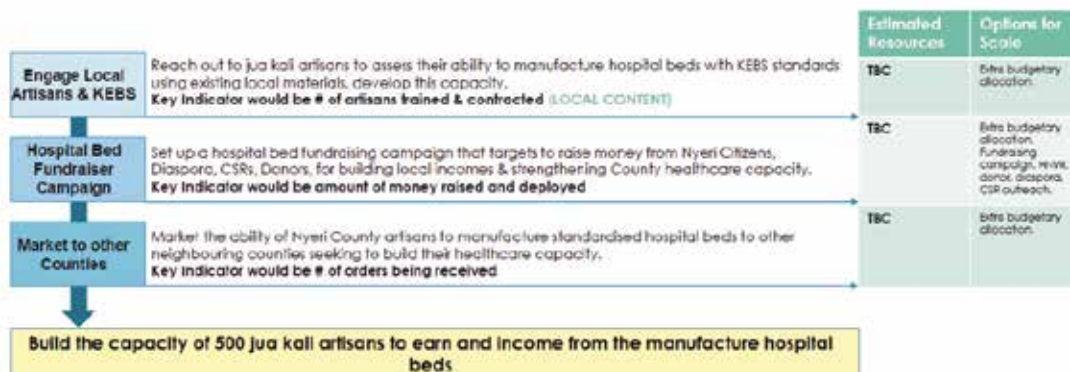 Estimated Resources
Options for Scale
Engage Local
Artisans & KEBS
Reach out to jua kali artisans to assess their ability to manufacture hospital beds with KEBS standards
using existing local materials, develop this capacity.
Key Indicator would be # of artisans trained & contracted (LOCAL CONTENT)
TBC
Extra budgetary
allocation
Hospital Bed
Fundraiser
Campaign
Set up a hospital bed fundraising campaign that targets to raise money from Nyeri Citizens,
Diaspora, CSRs, Donors, for building local incomes & strengthening County healthcare capacity.
Key Indicator would be amount of money raised and deployed
TBC
Extra budgetary
allocation.
Fundraising
campaign,
donor, diaspora,
CSR outreach.
Market to other
Counties
Market the ability of Nyeri County artisans to manufacture standardised hospital beds to other
neighbouring counties seeking to build their healthcare capacity.
Key Indicator would be # of orders being received
TBC
Extra budgetary
allocation
Build the capacity of 500 jua kali artisans to earn and income from the manufacture hospital
beds